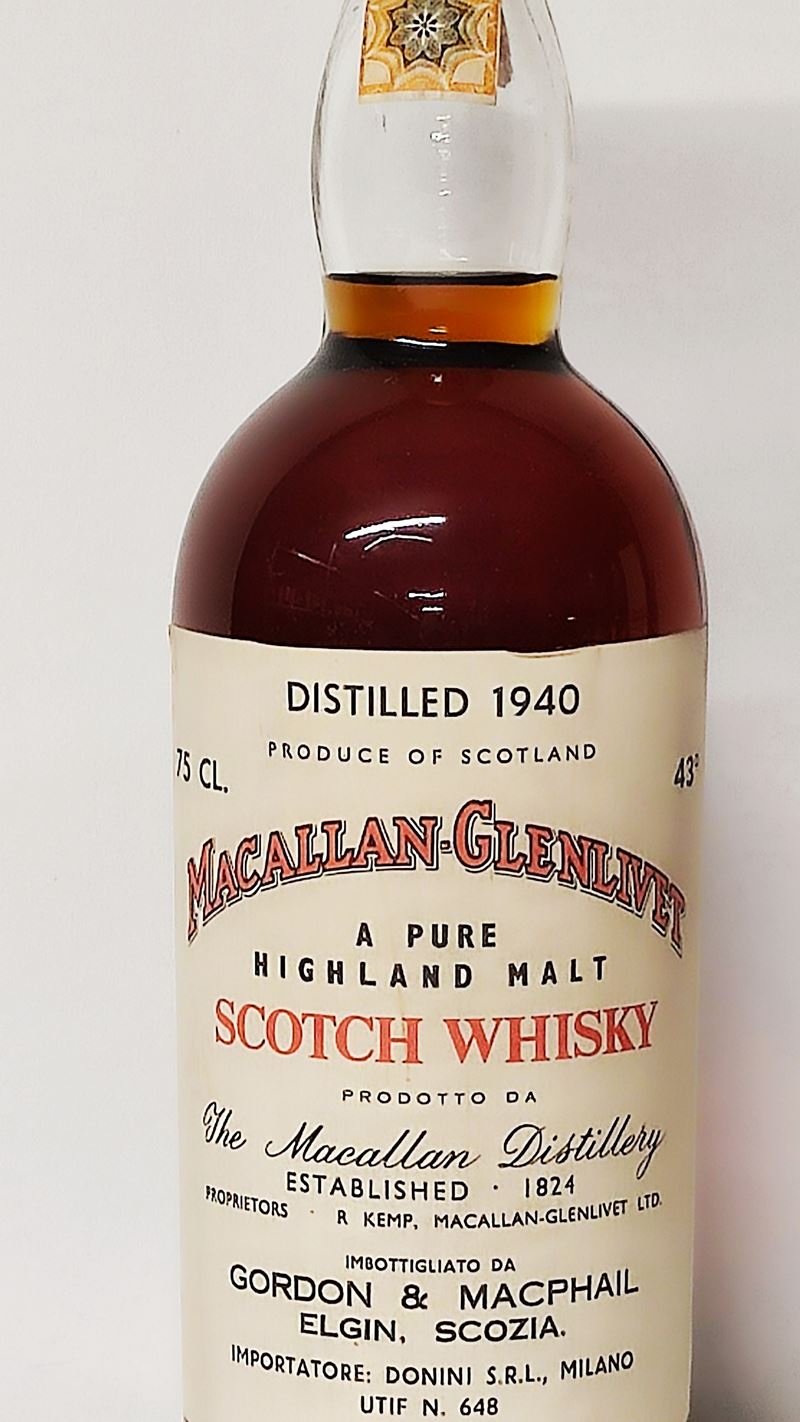 DISTILLED 1940
PRODUCE OF SCOTLAND
75 CL. 43°
MACALLAN-GLENLIVET
A PURE
HIGHLAND MALT
SCOTCH WHISKY
PRODOTTO DA
The Macallan Distillery
ESTABLISHED · 1824
PROPRIETORS · R KEMP, MACALLAN-GLENLIVET LTD.
IMBOTTIGLIATO DA
GORDON & MACPHAIL
ELGIN, SCOZIA.
IMPORTATORE: DONINI S.R.L., MILANO
UTIF N. 648